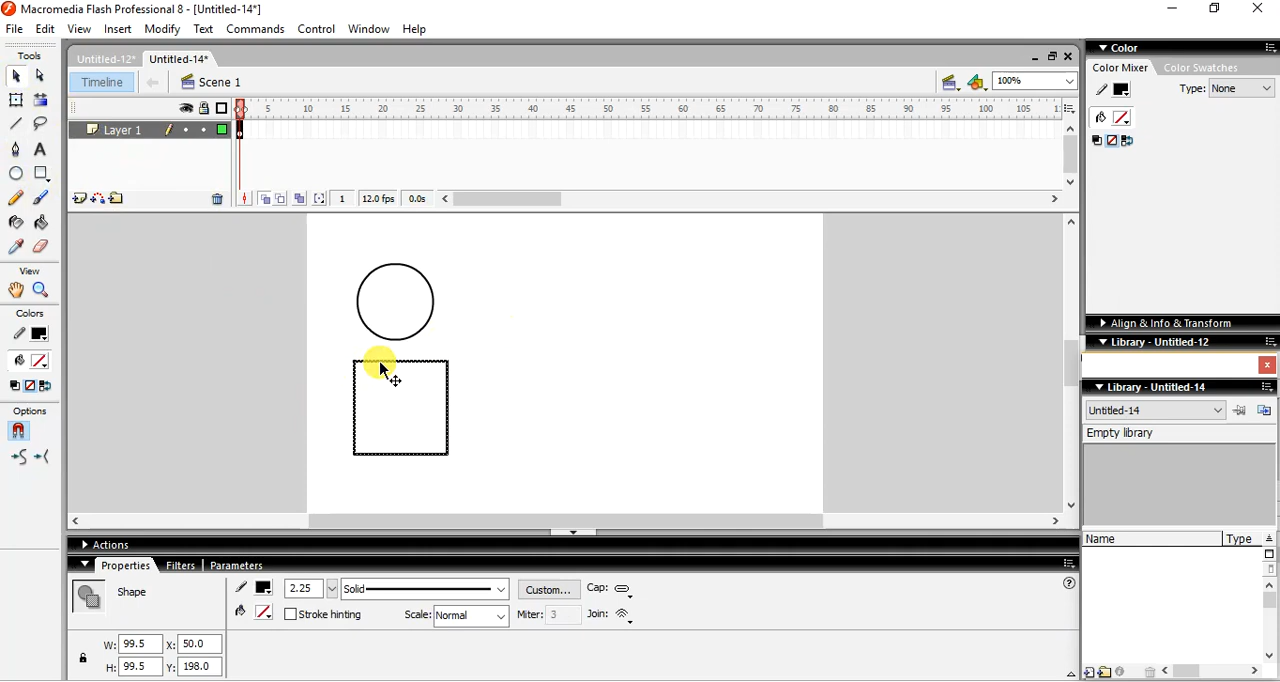 Macromedia Flash Professional 8 - [Untitled-14*]
File Edit View Insert Modify Text Commands Control Window Help
Tools
View
Colors
Options
Untitled-12* Untitled-14*
Timeline Scene 1 100%
5 10 15 20 25 30 35 40 45 50 55 60 65 70 75 80 85 90 95 100 105 1:
Layer 1
1 12.0 fps 0.0s
Color
Color Mixer Color Swatches
Type: None
Align & Info & Transform
Library - Untitled-12
x
Library - Untitled-14
Untitled-14
Empty library
Name Type
Actions
Properties Filters Parameters
Shape 2.25 Solid Custom... Cap:
Stroke hinting Scale: Normal Miter: 3 Join:
W: 99.5 X: 50.0
H: 99.5 Y: 198.0